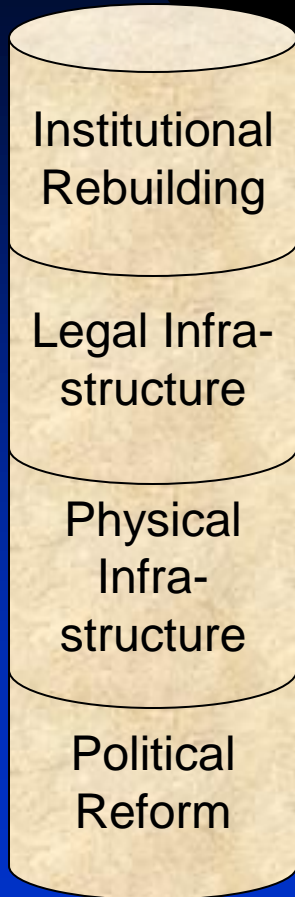 Institutional
Rebuilding
Legal Infra-
structure
Physical
Infra-
structure
Political
Reform